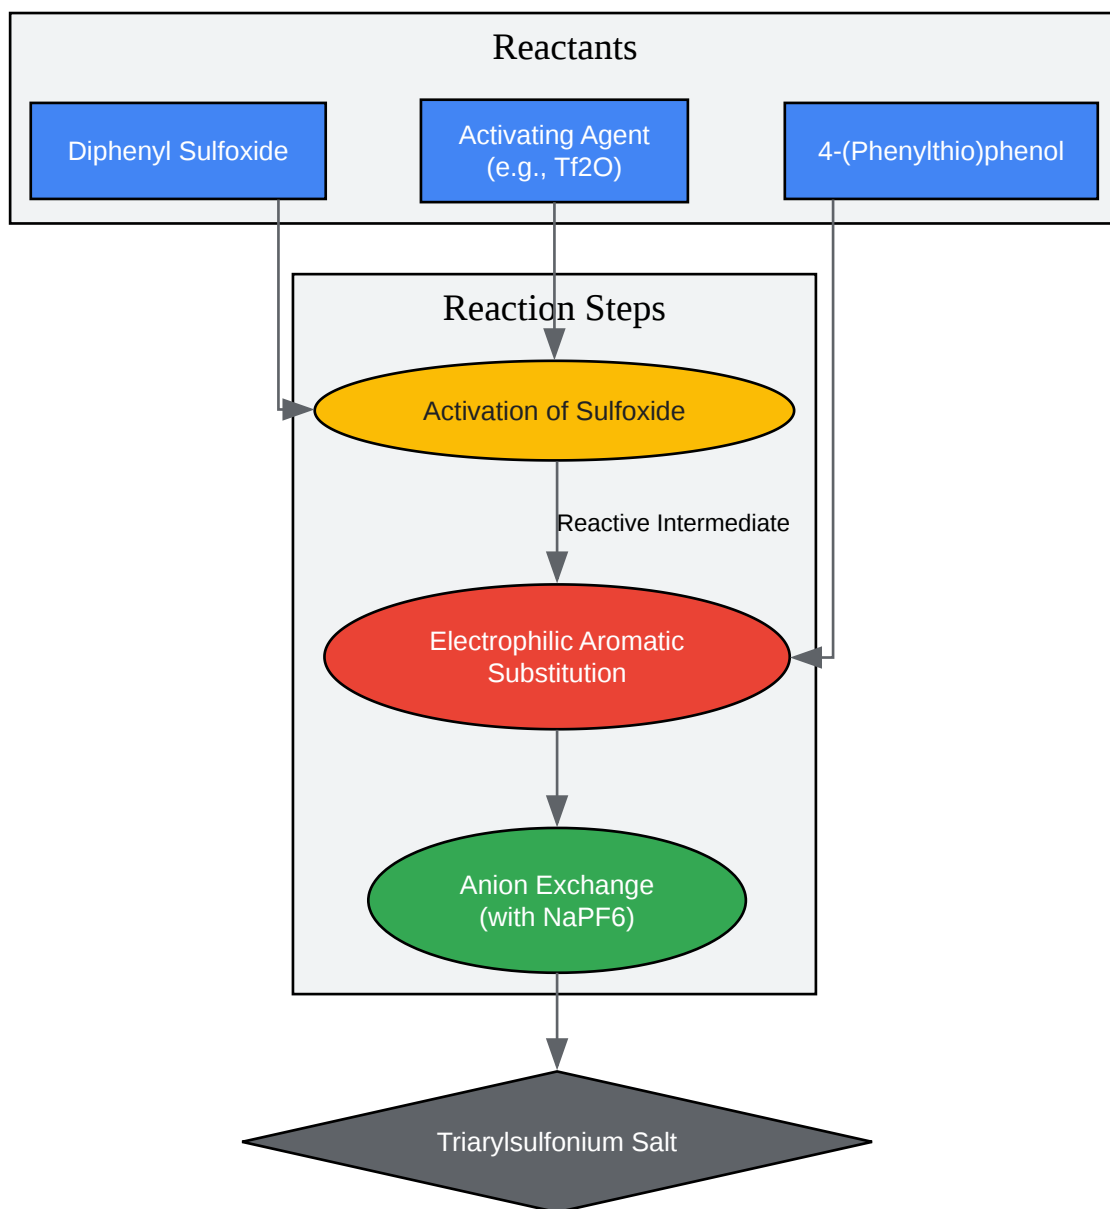 Reactants
Diphenyl Sulfoxide
Activating Agent
(e.g., Tf2O)
4-(Phenylthio)phenol
Reaction Steps
Activation of Sulfoxide
Reactive Intermediate
Electrophilic Aromatic
Substitution
Anion Exchange
(with NaPF6)
Triarylsulfonium Salt